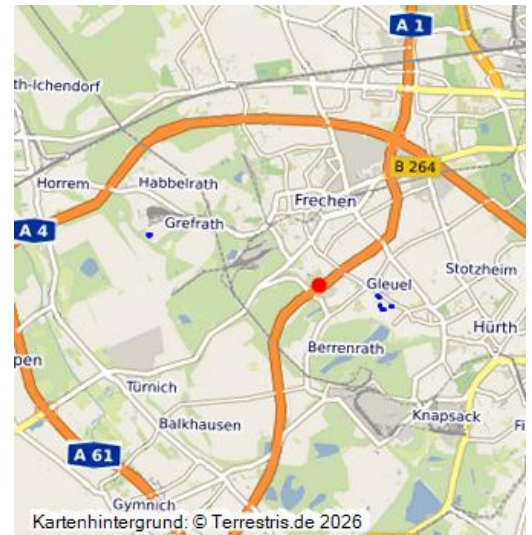 A 1
th-Ichendorf
B 264
Horrem
Habbelrath
Frechen
Grefrath
A 4
Gleuel
Stotzheim
Hürth
Berrenrath
pen
Türnich
Knapsack
Balkhausen
Fi
A 61
Gymnich
Kartenhintergrund: © Terrestris.de 2026